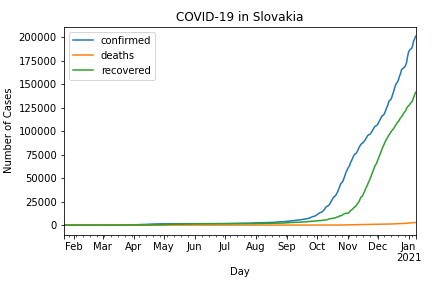 COVID-19 in Slovakia
confirmed
deaths
recovered
Number of Cases
200000
175000
150000
125000
100000
75000
50000
25000
0
Feb Mar Apr May Jun Jul Aug Sep Oct Nov Dec Jan
2021
Day